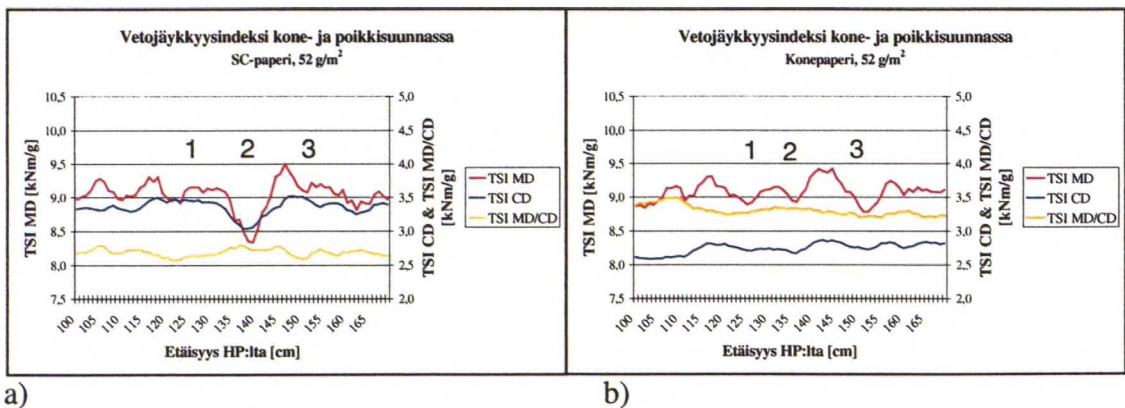 Vetojäykkyysindeksi kone- ja poikkisuunnassa
SC-paperi, 52 g/m²
10,5
10,0
9,5
9,0
8,5
8,0
7,5
TSI MD [kNm/g]
5,0
4,5
4,0
3,5
3,0
2,5
2,0
TSI CD & TSI MD/CD
[kNm/g]
1 2 3
100 105 110 115 120 125 130 135 140 145 150 155 160 165
Etäisyys HP:lta [cm]
TSI MD
TSI CD
TSI MD/CD
a)
Vetojäykkyysindeksi kone- ja poikkisuunnassa
Konepaperi, 52 g/m²
10,5
10,0
9,5
9,0
8,5
8,0
7,5
TSI MD [kNm/g]
5,0
4,5
4,0
3,5
3,0
2,5
2,0
TSI CD & TSI MD/CD
[kNm/g]
1 2 3
100 105 110 115 120 125 130 135 140 145 150 155 160 165
Etäisyys HP:lta [cm]
TSI MD
TSI CD
TSI MD/CD
b)